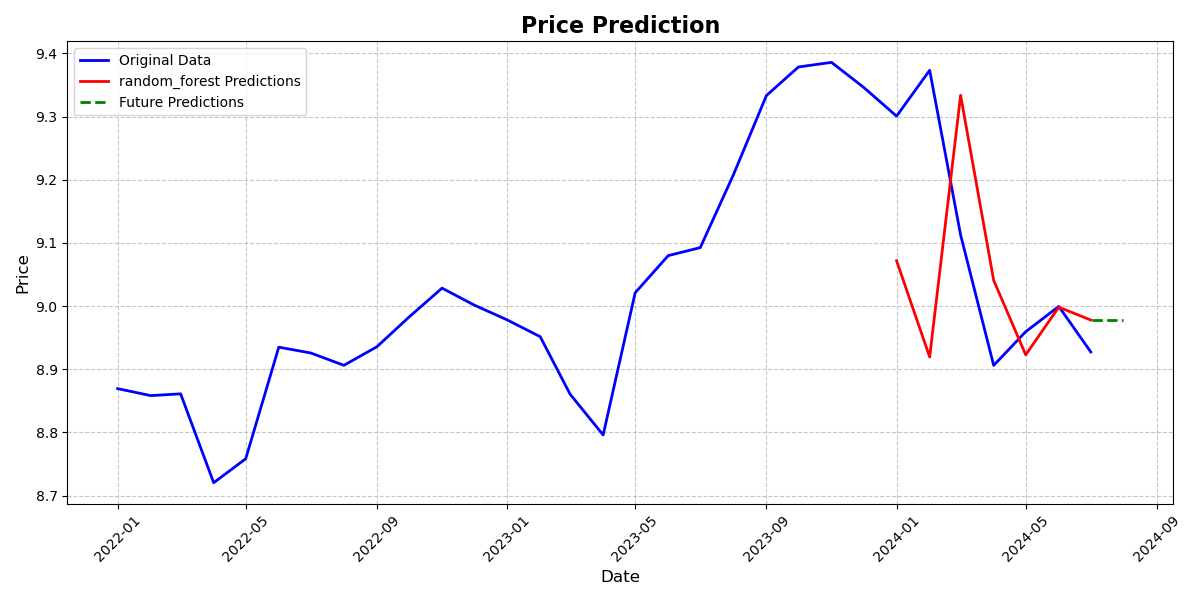 Price Prediction
Original Data
random_forest Predictions
Future Predictions
9.4
9.3
9.2
9.1
9.0
8.9
8.8
8.7
Price
2022-01
2022-05
2022-09
2023-01
2023-05
2023-09
2024-01
2024-05
2024-09
Date